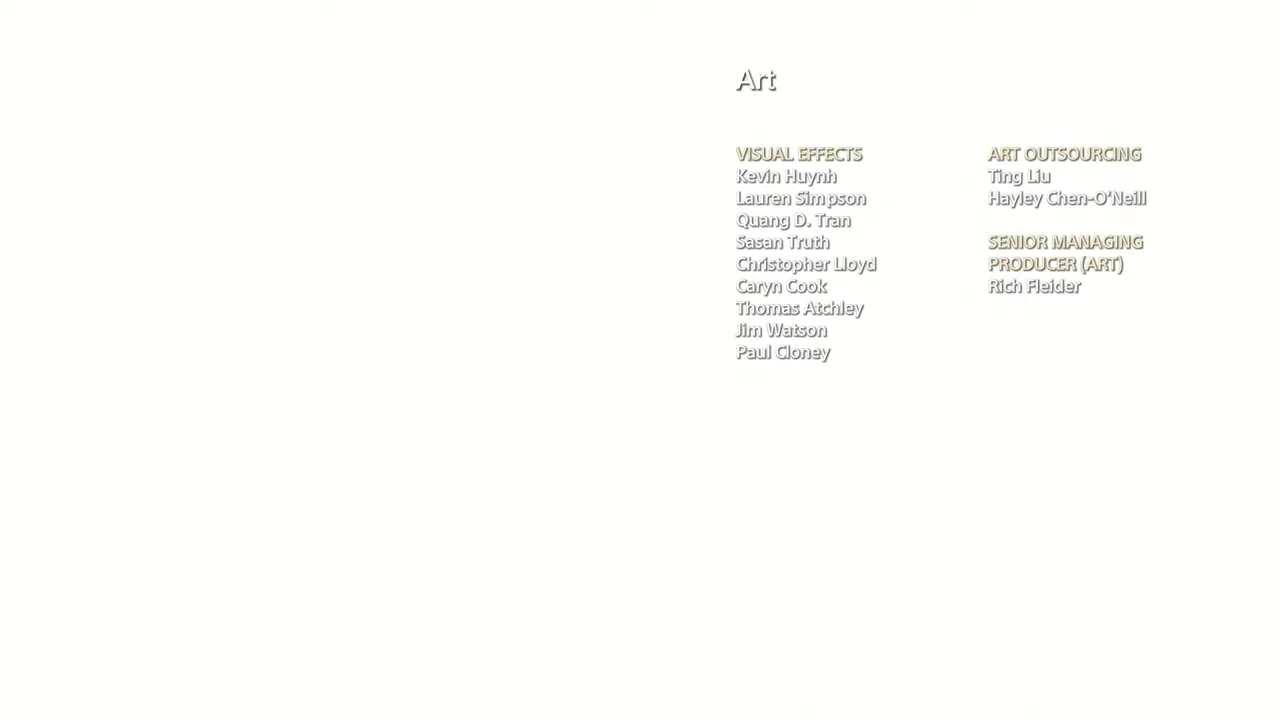 Art
VISUAL EFFECTS
Kevin Huynh
Lauren Simpson
Quang D. Tran
Sasan Truth
Christopher Lloyd
Caryn Cook
Thomas Atchley
Jim Watson
Paul Cloney
ART OUTSOURCING
Ting Liu
Hayley Chen-O'Neill
SENIOR MANAGING
PRODUCER (ART)
Rich Fleider